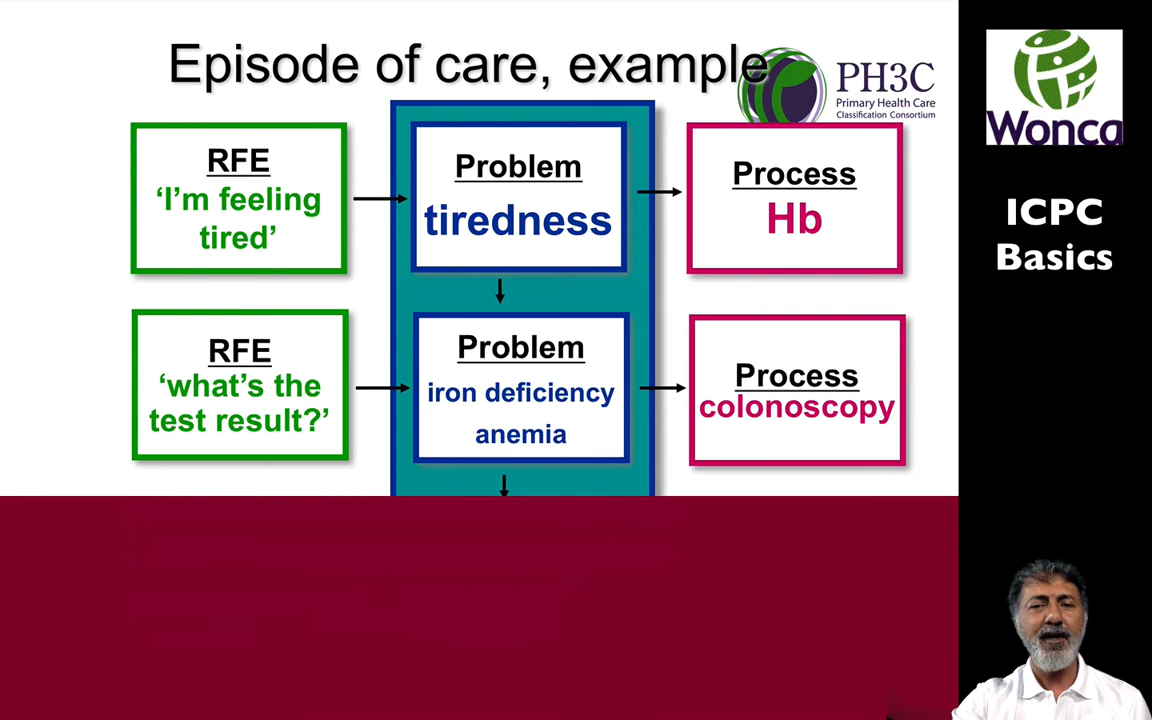 Episode of care, example
PH3C
Primary Health Care
Classification Consortium
Wonca
ICPC
Basics
RFE
‘I’m feeling
tired’
Problem
tiredness
Process
Hb
RFE
‘what’s the
test result?’
Problem
iron deficiency
anemia
Process
colonoscopy